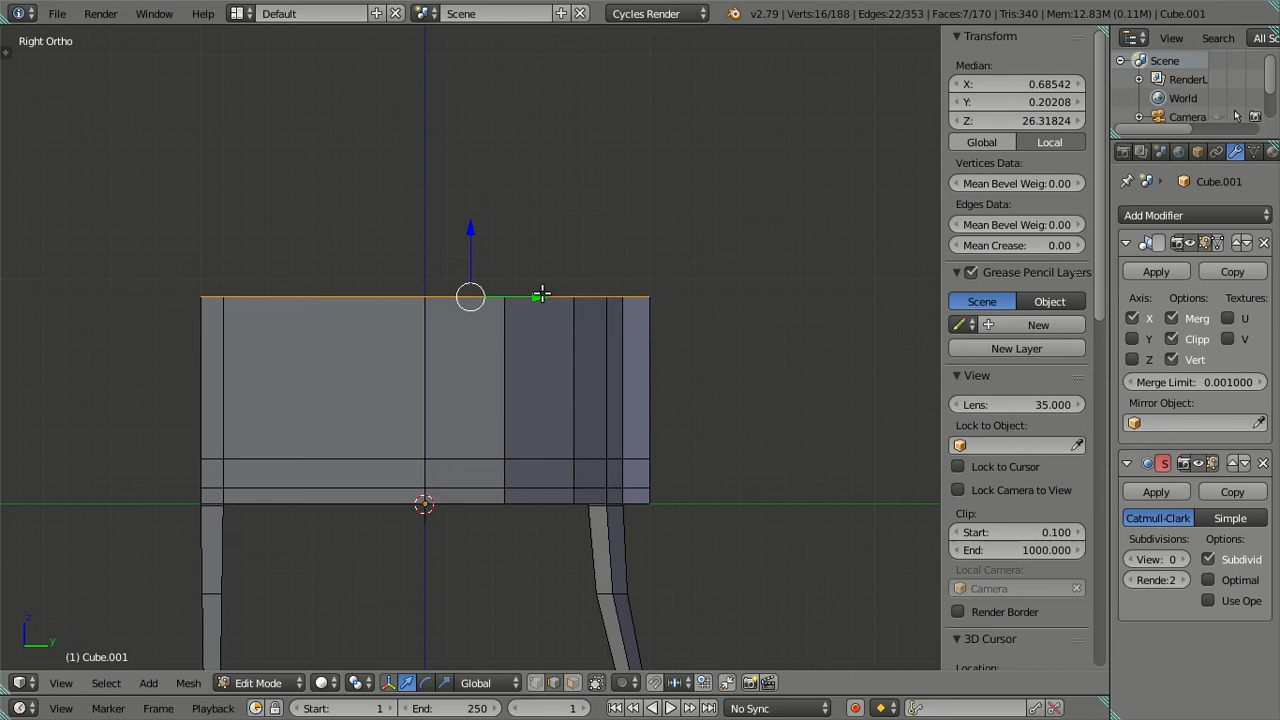 File Render Window Help Default Scene Cycles Render v2.79 | Verts:16/188 | Edges:22/353 | Faces:7/170 | Tris:340 | Mem:12.83M (0.11M) | Cube.001
Right Ortho
Transform
Median:
X: 0.68542
Y: 0.20208
Z: 26.31824
Global Local
Vertices Data:
Mean Bevel Weig: 0.00
Edges Data:
Mean Bevel Weig: 0.00
Mean Crease: 0.00
Grease Pencil Layers
Scene Object
New
New Layer
View
Lens: 35.000
Lock to Object:
Lock to Cursor
Lock Camera to View
Clip:
Start: 0.100
End: 1000.000
Local Camera:
Camera
Render Border
3D Cursor
Location:
View Search All Sc
Scene
RenderL
World
Camera
Cube.001
Add Modifier
Apply Copy
Axis: Options: Textures:
X Merg U
Y Clipp V
Z Vert
Merge Limit: 0.001000
Mirror Object:
S
Apply Copy
Catmull-Clark Simple
Subdivisions: Options:
View: 0 Subdivid
Rende:2 Optimal
Use Ope
z
y
(1) Cube.001
View Select Add Mesh Edit Mode Global
View Marker Frame Playback Start: 1 End: 250 1 No Sync